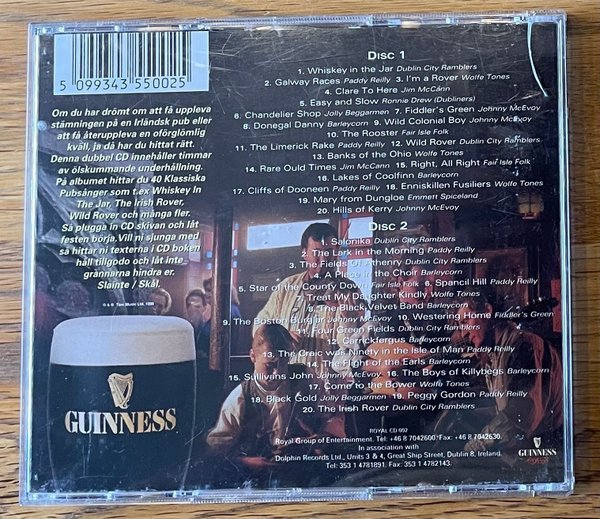 5 099343 550025
Om du har drömt om att få uppleva
stämningen på en Irländsk pub eller
att få återuppleva en oförglömlig
kväll, ja då har du hittat rätt.
Denna dubbel CD innehåller timmar
av ölskummande underhållning.
På albumet hittar du 40 Klassiska
Pubsånger som t.ex Whiskey In
The Jar, The Irish Rover,
Wild Rover och många fler.
Så plugga in CD skivan och låt
festen börja. Vill ni sjunga med
så hittar ni texterna i CD boken
håll tillgodo och låt inte
grannarna hindra er.
Slainte / Skål.
GUINNESS
Disc 1
1. Whiskey in the Jar Dublin City Ramblers
2. Galway Races Paddy Reilly 3. I'm a Rover Wolfe Tones
4. Clare To Here Jim McCann
5. Easy and Slow Ronnie Drew (Dubliners)
6. Chandelier Shop Jolly Beggarmen 7. Fiddler's Green Johnny McEvoy
8. Donegal Danny Barleycorn 9. Wild Colonial Boy Johnny McEvoy
10. The Rooster Fair Isle Folk
11. The Limerick Rake Paddy Reilly 12. Wild Rover Dublin City Ramblers
13. Banks of the Ohio Wolfe Tones
14. Rare Ould Times Jim McCann 15. Right, All Right Fair Isle Folk
16. Lakes of Coolfinn Barleycorn
17. Cliffs of Dooneen Paddy Reilly 18. Enniskillen Fusiliers Wolfe Tones
19. Mary from Dungloe Emmett Spiceland
20. Hills of Kerry Johnny McEvoy
Disc 2
1. Salonika Dublin City Ramblers
2. The Lark in the Morning Paddy Reilly
3. The Fields Of Athenry Dublin City Ramblers
4. A Place in the Choir Barleycorn
5. Star of the County Down Fair Isle Folk 6. Spancil Hill Paddy Reilly
7. Treat My Daughter Kindly Wolfe Tones
8. The Black Velvet Band Barleycorn
9. The Boston Burglar Johnny McEvoy 10. Westering Home Fiddler's Green
11. Four Green Fields Dublin City Ramblers
12. Carrickfergus Barleycorn
13. The Craic was Ninety in the Isle of Man Paddy Reilly
14. The Flight of the Earls Barleycorn
15. Sullivans John Johnny McEvoy 16. The Boys of Killybegs Barleycorn
17. Come to the Bower Wolfe Tones
18. Black Gold Jolly Beggarmen 19. Peggy Gordon Paddy Reilly
20. The Irish Rover Dublin City Ramblers
ROYAL CD 002
Royal Group of Entertainment. Tel: +46 8 7042600. Fax: +46 8 7042630.
In association with
Dolphin Records Ltd., Units 3 & 4, Great Ship Street, Dublin 8, Ireland.
Tel: 353 1 4781891. Fax: 353 1 4782143.
GUINNESS